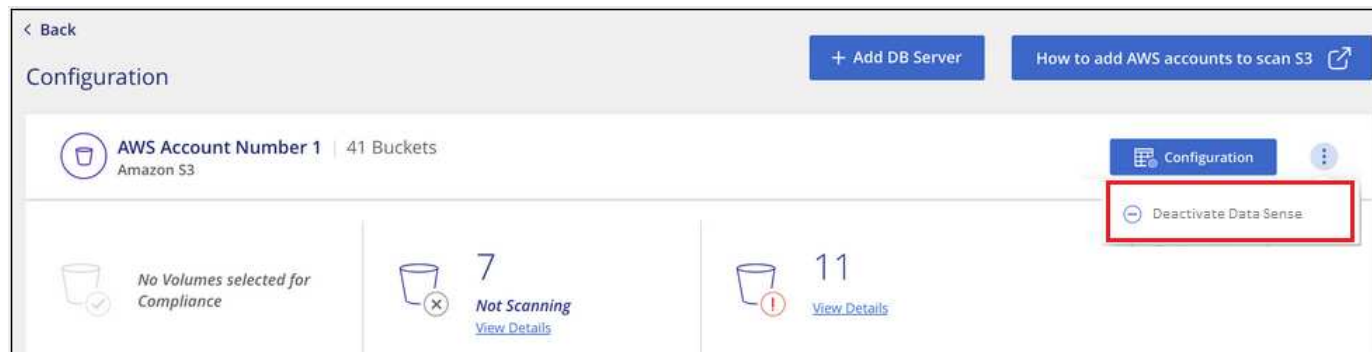 < Back
+ Add DB Server
How to add AWS accounts to scan S3
Configuration
AWS Account Number 1 | 41 Buckets
Amazon S3
Configuration
Deactivate Data Sense
No Volumes selected for
Compliance
7
Not Scanning
View Details
11
View Details